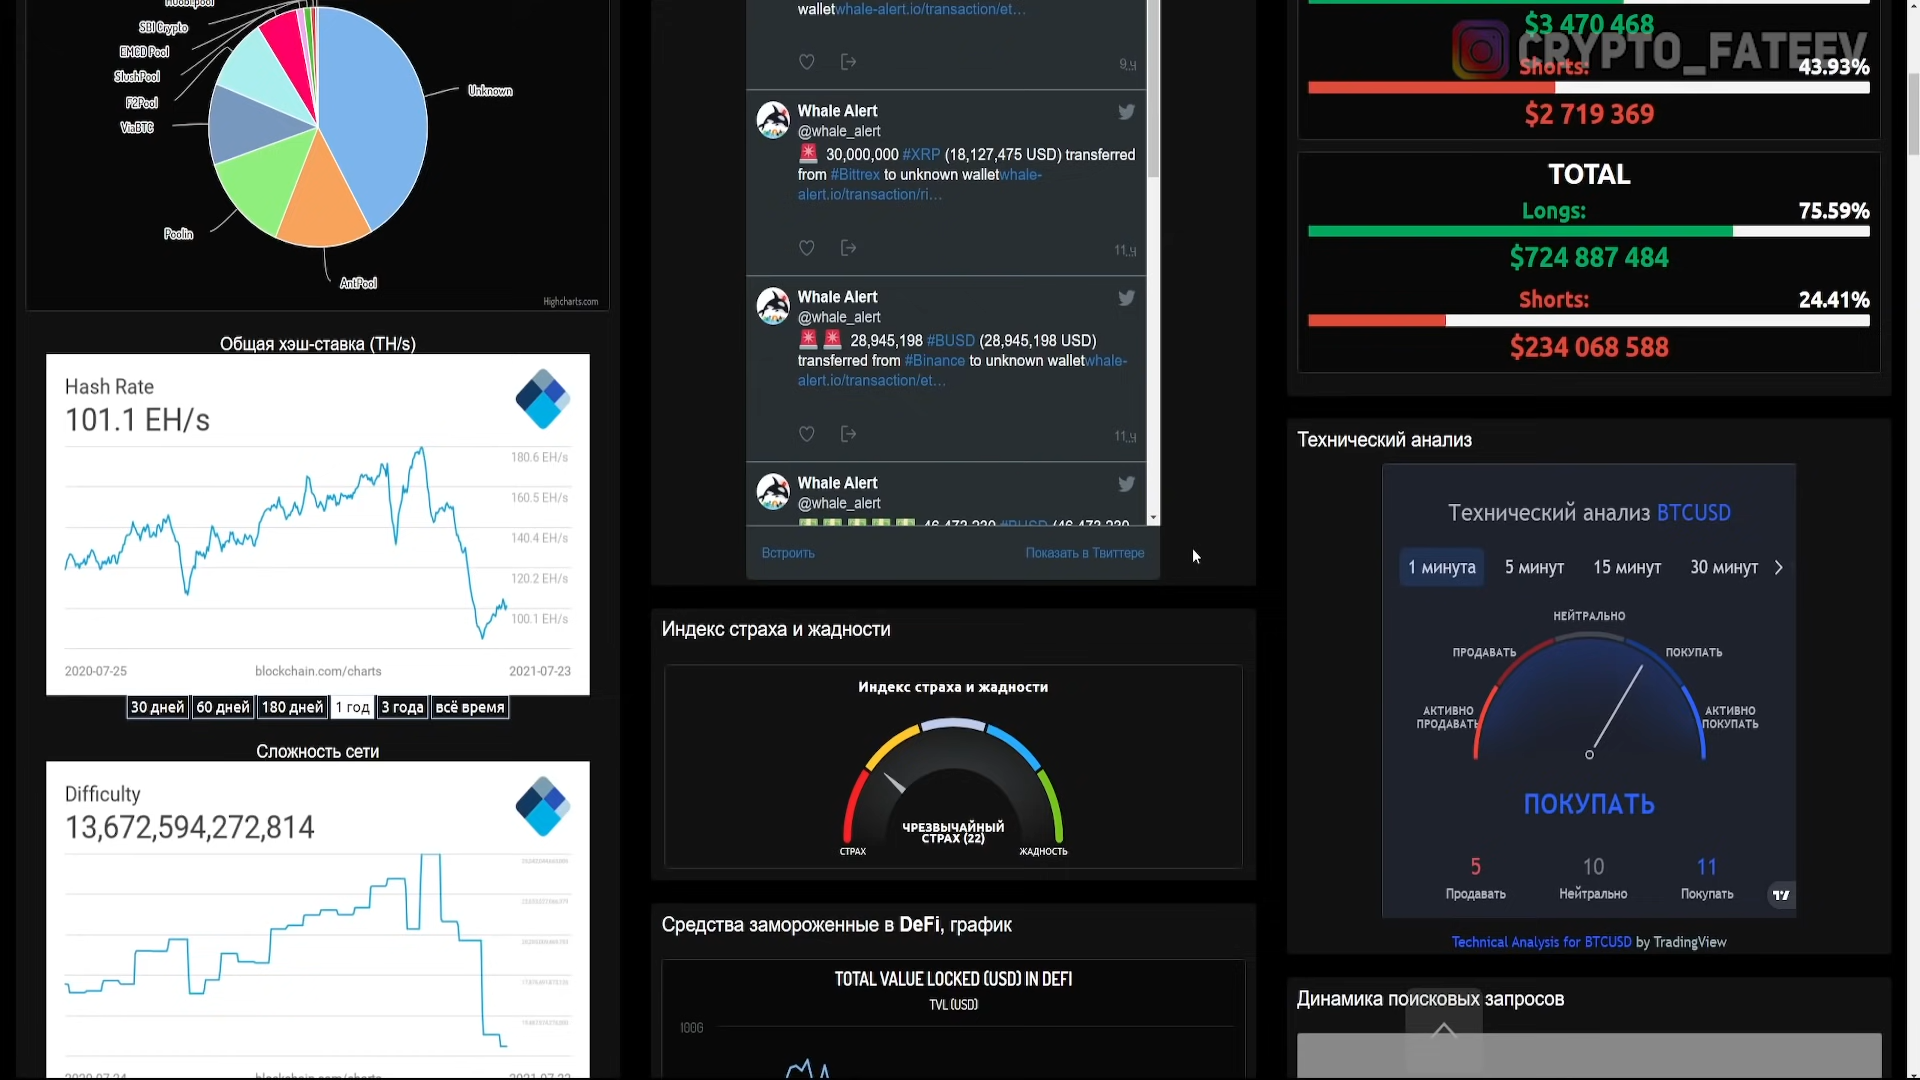 SBI Crypto
EMCD Pool
SlushPool
F2Pool
ViaBTC
Poolin
AntPool
Unknown
Highcharts.com
Общая хэш-ставка (TH/s)
Hash Rate
101.1 EH/s
180.6 EH/s
160.5 EH/s
140.4 EH/s
120.2 EH/s
100.1 EH/s
2020-07-25
blockchain.com/charts
2021-07-23
30 дней
60 дней
180 дней
1 год
3 года
всё время
Сложность сети
Difficulty
13,672,594,272,814
walletwhale-alert.io/transaction/et…
9 ч
Whale Alert
@whale_alert
30,000,000 #XRP (18,127,475 USD) transferred
from #Bittrex to unknown walletwhale-
alert.io/transaction/ri…
11 ч
Whale Alert
@whale_alert
28,945,198 #BUSD (28,945,198 USD)
transferred from #Binance to unknown walletwhale-
alert.io/transaction/et…
11 ч
Whale Alert
@whale_alert
Встроить
Показать в Твиттере
Индекс страха и жадности
Индекс страха и жадности
ЧРЕЗВЫЧАЙНЫЙ
СТРАХ (22)
СТРАХ
ЖАДНОСТЬ
Средства замороженные в DeFi, график
TOTAL VALUE LOCKED (USD) IN DEFI
TVL (USD)
100G
$3 470 468
CRYPTO_FATEEV
Shorts:
43.93%
$2 719 369
TOTAL
Longs:
75.59%
$724 887 484
Shorts:
24.41%
$234 068 588
Технический анализ
Технический анализ BTCUSD
1 минута
5 минут
15 минут
30 минут
НЕЙТРАЛЬНО
ПРОДАВАТЬ
ПОКУПАТЬ
АКТИВНО
ПРОДАВАТЬ
АКТИВНО
ПОКУПАТЬ
ПОКУПАТЬ
5
10
11
Продавать
Нейтрально
Покупать
Technical Analysis for BTCUSD by TradingView
Динамика поисковых запросов